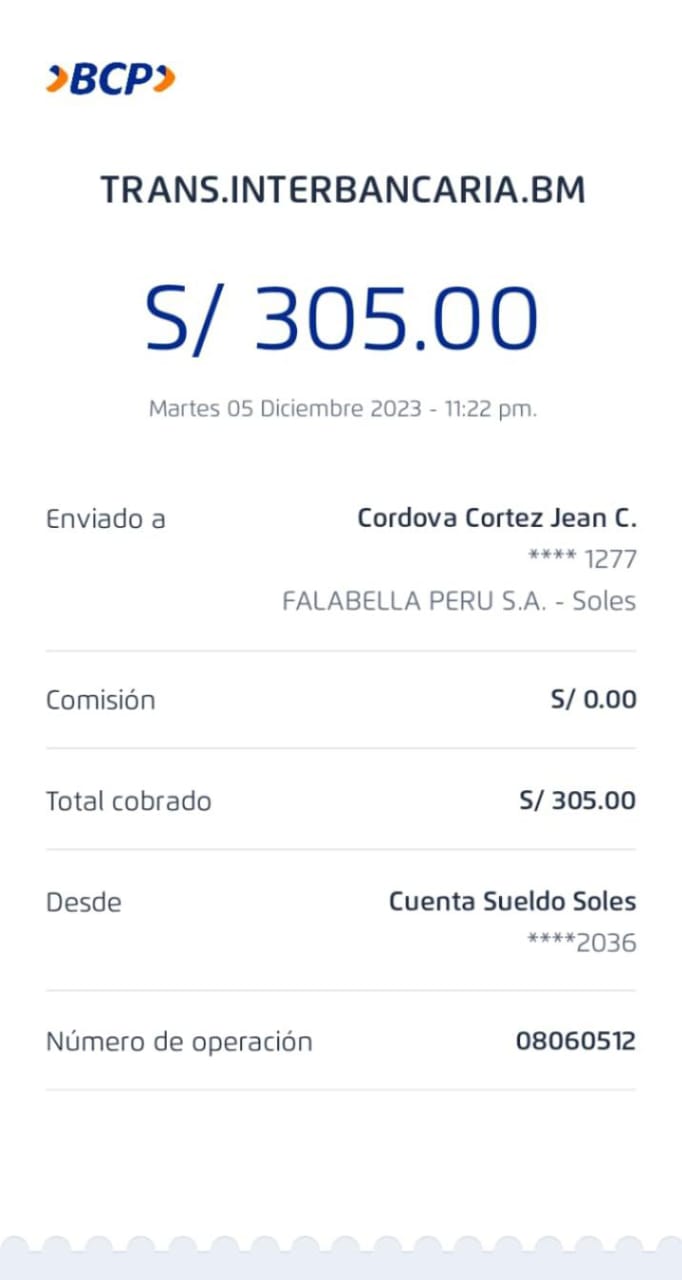 BCP
TRANS.INTERBANCARIA.BM
S/ 305.00
Martes 05 Diciembre 2023 - 11:22 pm.
Enviado a Cordova Cortez Jean C.
**** 1277
FALABELLA PERU S.A. - Soles
Comisión S/ 0.00
Total cobrado S/ 305.00
Desde Cuenta Sueldo Soles
****2036
Número de operación 08060512